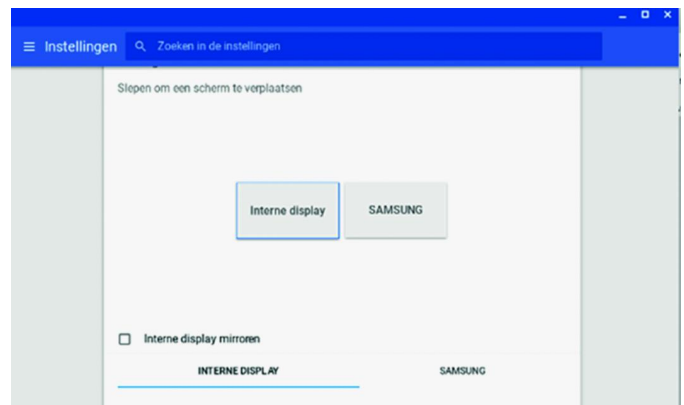 Instellingen Zoeken in de instellingen
Slepen om een scherm te verplaatsen
Interne display SAMSUNG
Interne display mirroren
INTERNE DISPLAY SAMSUNG